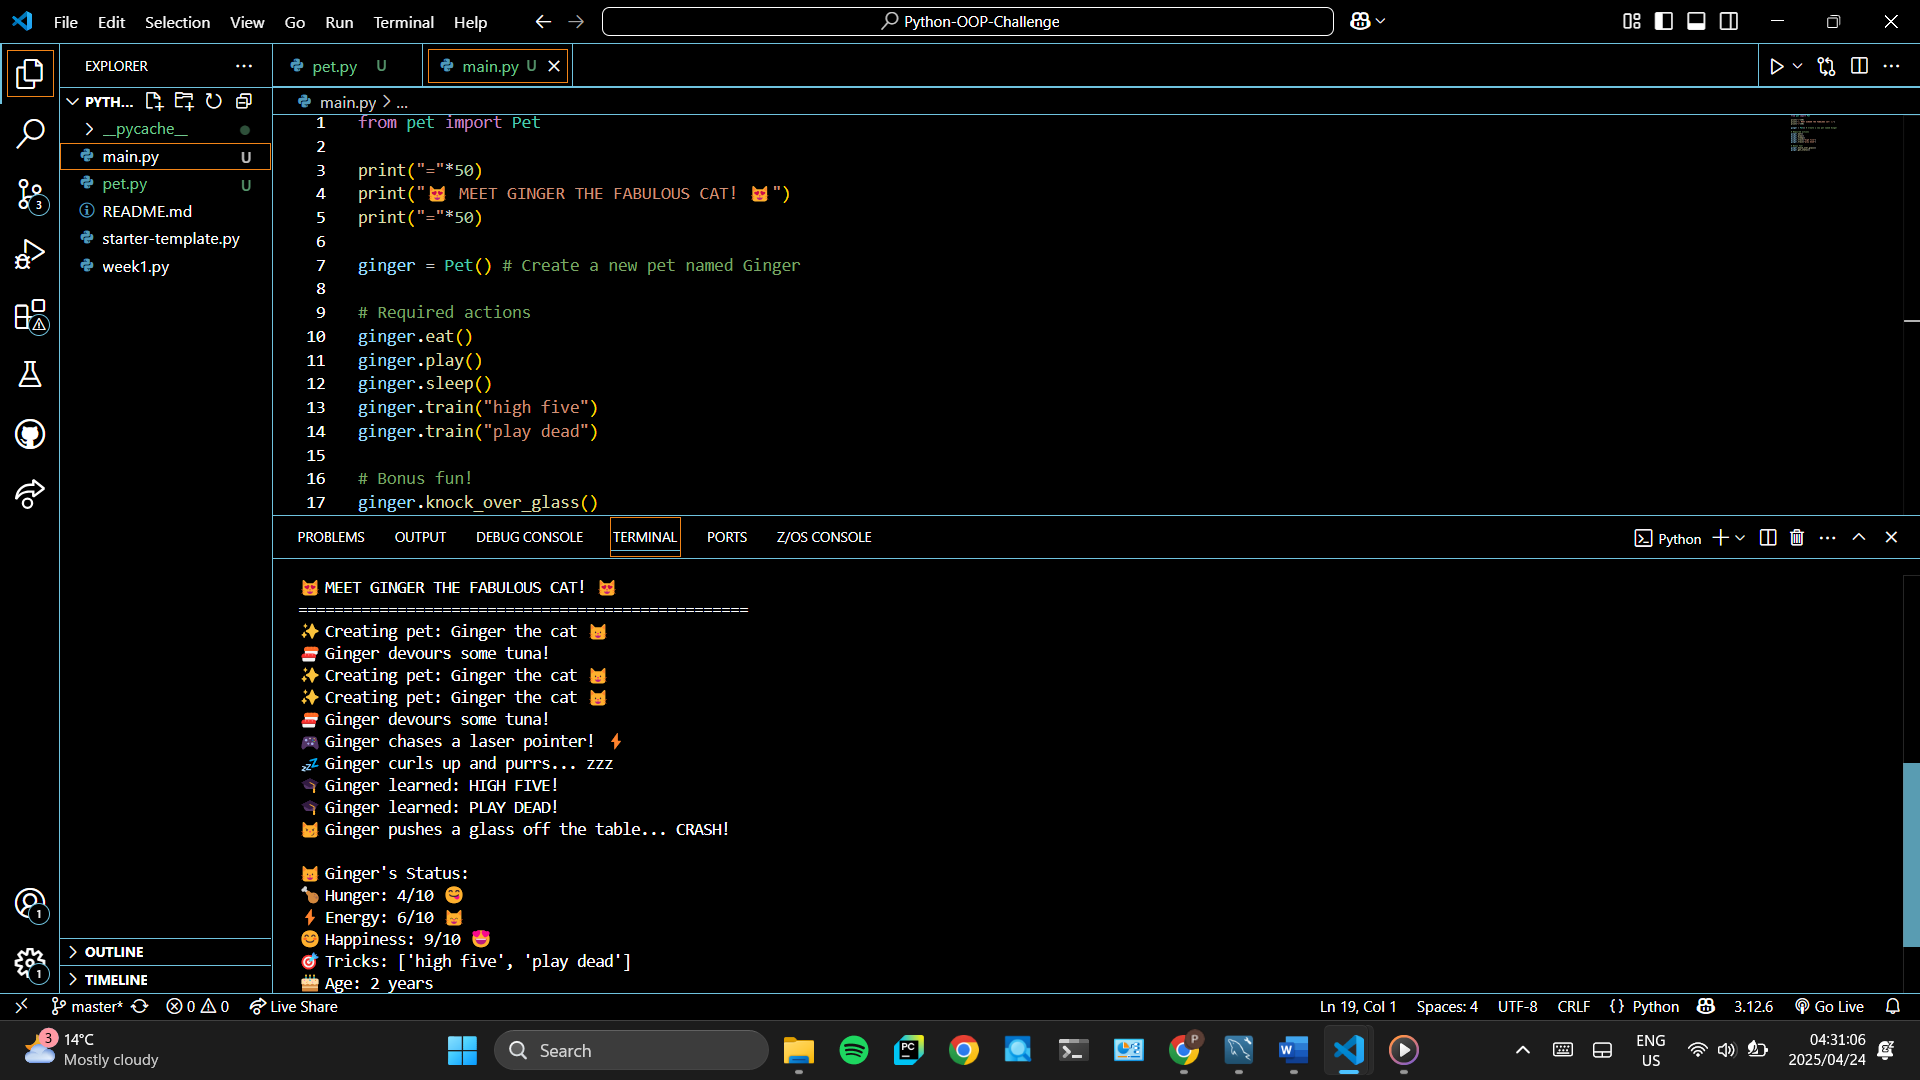 File Edit Selection View Go Run Terminal Help
Python-OOP-Challenge
EXPLORER
PYTH...
__pycache__
main.py U
pet.py U
README.md
starter-template.py
week1.py
OUTLINE
TIMELINE
pet.py U
main.py U
main.py > ...
1 from pet import Pet
2
3 print("="*50)
4 print("😻 MEET GINGER THE FABULOUS CAT! 😻")
5 print("="*50)
6
7 ginger = Pet() # Create a new pet named Ginger
8
9 # Required actions
10 ginger.eat()
11 ginger.play()
12 ginger.sleep()
13 ginger.train("high five")
14 ginger.train("play dead")
15
16 # Bonus fun!
17 ginger.knock_over_glass()
PROBLEMS OUTPUT DEBUG CONSOLE TERMINAL PORTS Z/OS CONSOLE
Python
😻 MEET GINGER THE FABULOUS CAT! 😻
==================================================
✨ Creating pet: Ginger the cat 🐱
🍣 Ginger devours some tuna!
✨ Creating pet: Ginger the cat 🐱
✨ Creating pet: Ginger the cat 🐱
🍣 Ginger devours some tuna!
🎮 Ginger chases a laser pointer! ⚡
💤 Ginger curls up and purrs... zzz
🎓 Ginger learned: HIGH FIVE!
🎓 Ginger learned: PLAY DEAD!
😼 Ginger pushes a glass off the table... CRASH!
🐱 Ginger's Status:
🍗 Hunger: 4/10 😋
⚡ Energy: 6/10 😸
😊 Happiness: 9/10 😍
🎯 Tricks: ['high five', 'play dead']
🎂 Age: 2 years
3
1
1
master* 0 0 Live Share
Ln 19, Col 1 Spaces: 4 UTF-8 CRLF {} Python 3.12.6 Go Live
3
14°C
Mostly cloudy
Search
PC
P
W
ENG
US
04:31:06
2025/04/24